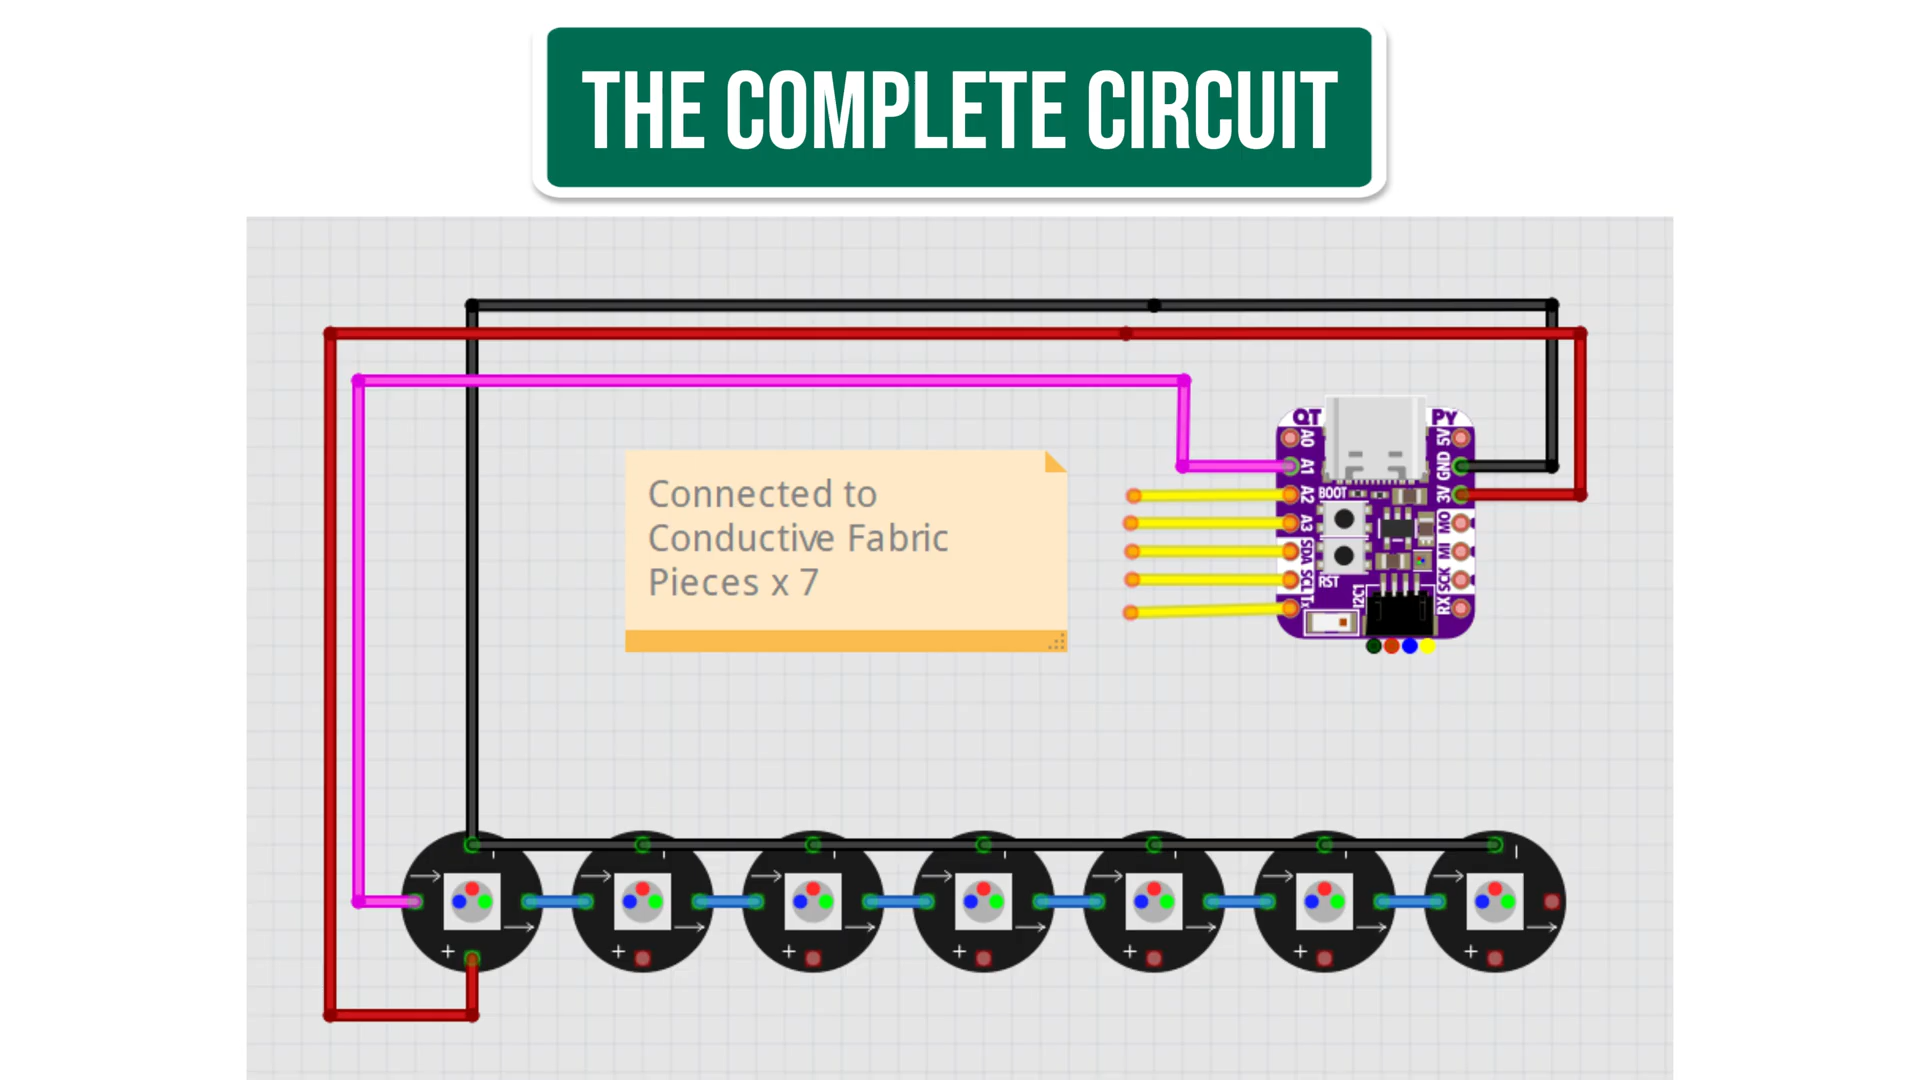 THE COMPLETE CIRCUIT
Connected to
Conductive Fabric
Pieces x 7
QT PY
A0 5V
A1 GND
A2 BOOT 3V
A3 MO
SDA MI
SCL RST SCK
TX I2C1 RX
+ + + + + + +